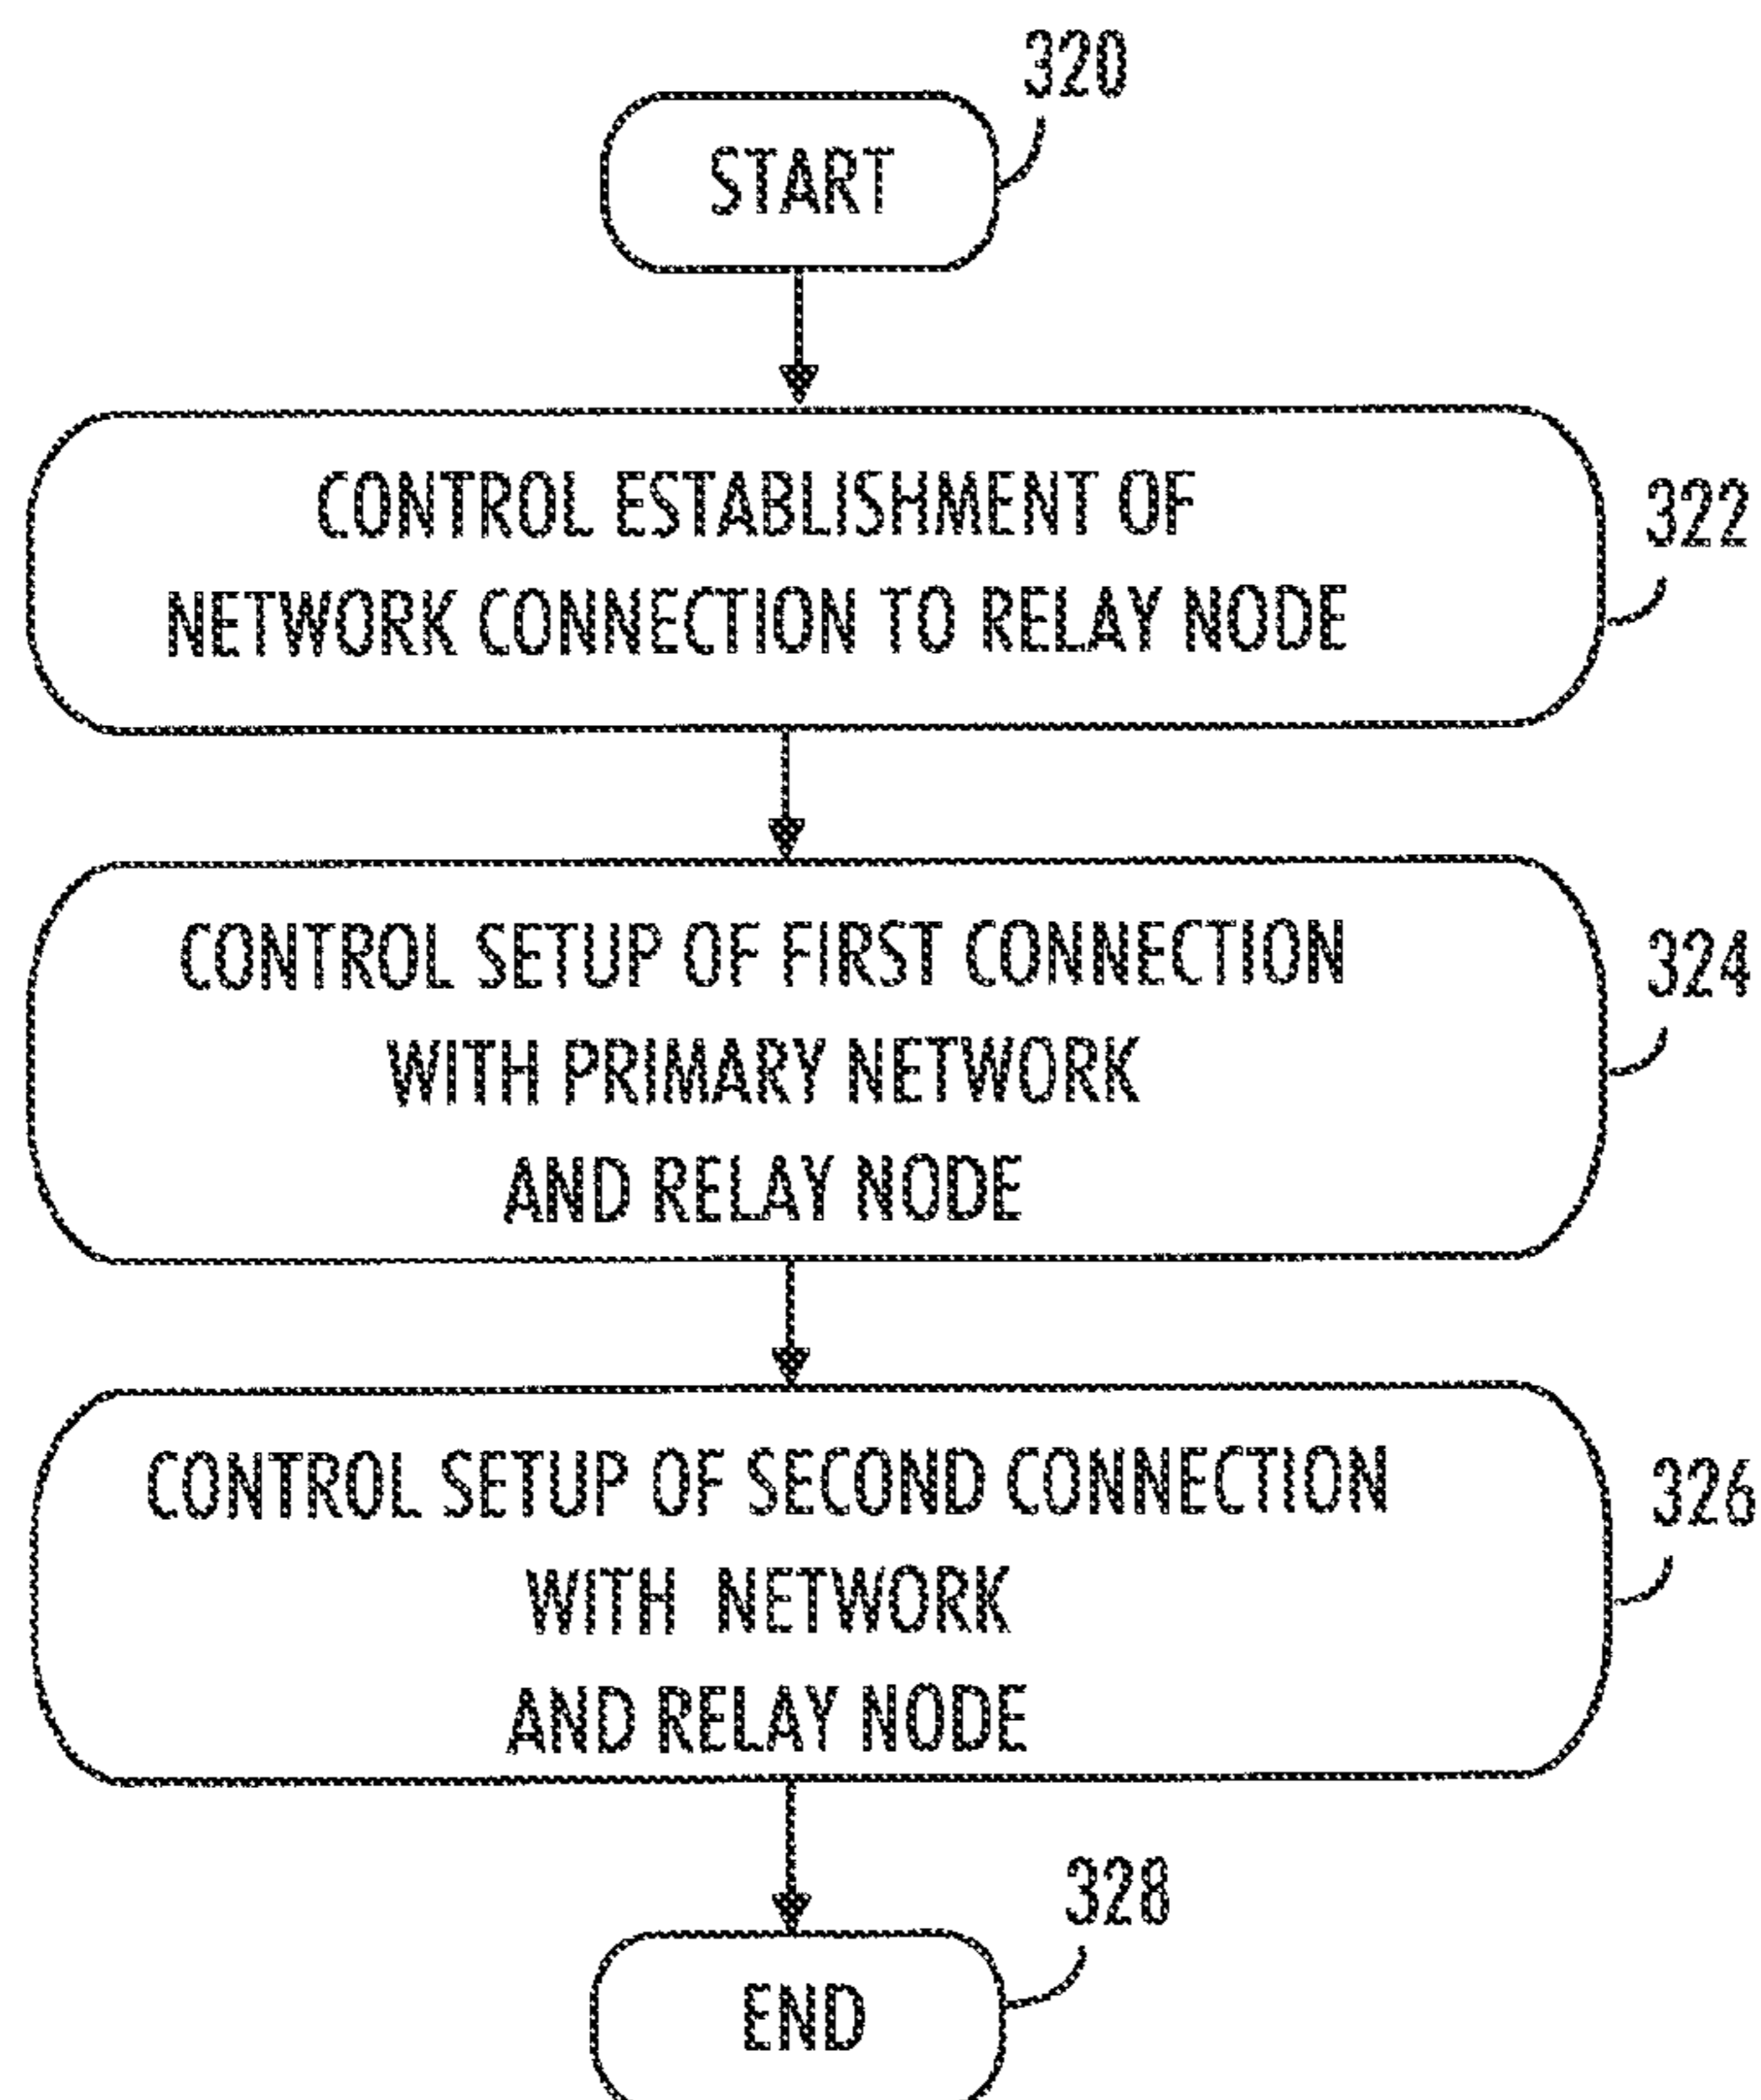 320
START
CONTROL ESTABLISHMENT OF
NETWORK CONNECTION TO RELAY NODE
322
CONTROL SETUP OF FIRST CONNECTION
WITH PRIMARY NETWORK
AND RELAY NODE
324
CONTROL SETUP OF SECOND CONNECTION
WITH NETWORK
AND RELAY NODE
326
328
END